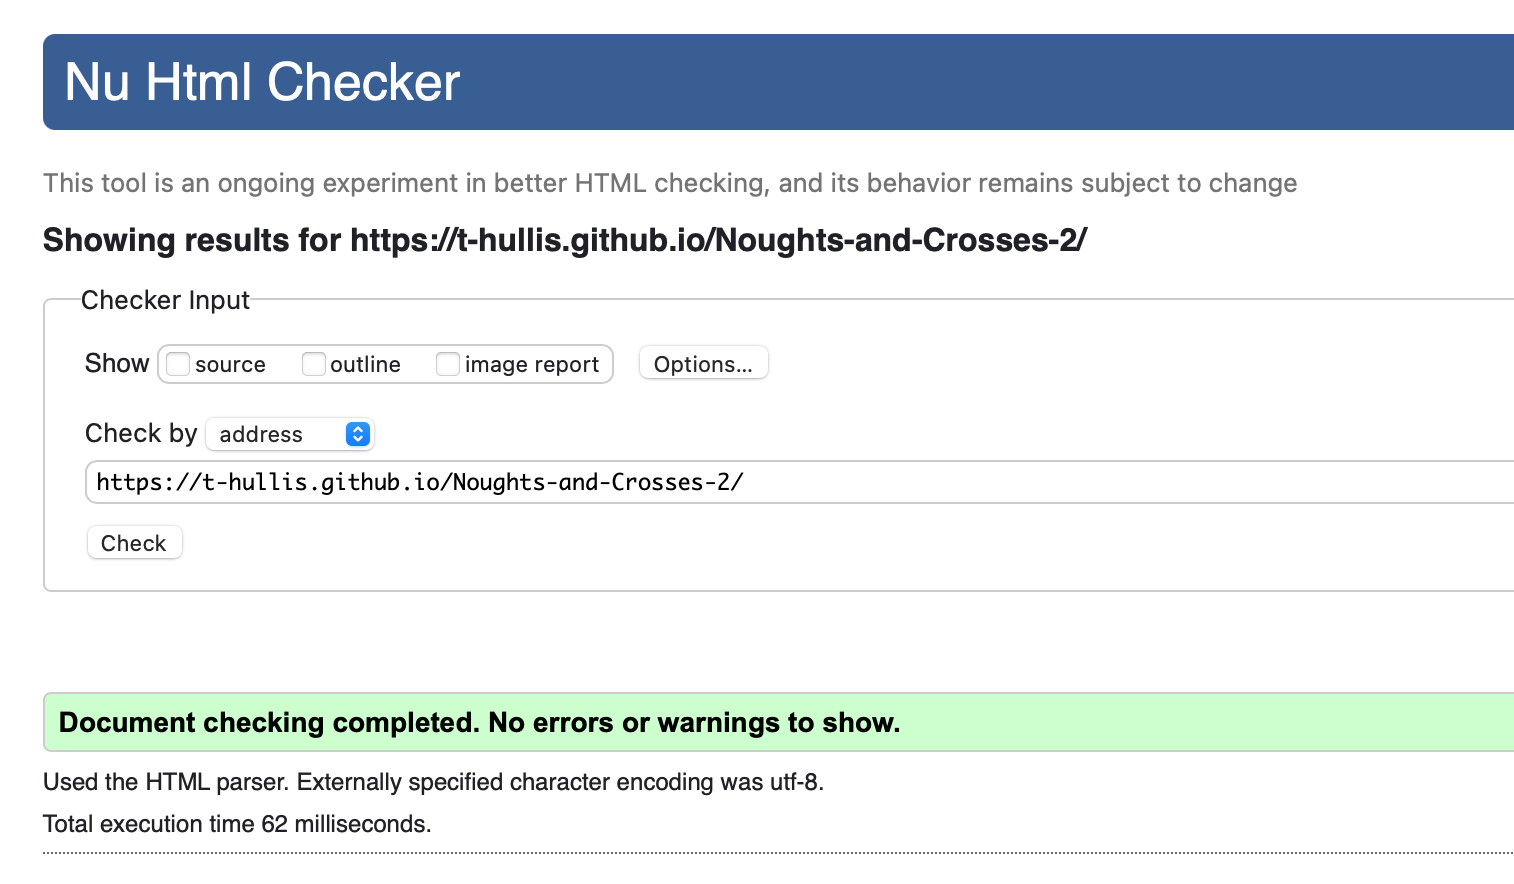 Nu Html Checker
This tool is an ongoing experiment in better HTML checking, and its behavior remains subject to change
Showing results for https://t-hullis.github.io/Noughts-and-Crosses-2/
Checker Input
Show source outline image report Options...
Check by address
https://t-hullis.github.io/Noughts-and-Crosses-2/
Check
Document checking completed. No errors or warnings to show.
Used the HTML parser. Externally specified character encoding was utf-8.
Total execution time 62 milliseconds.